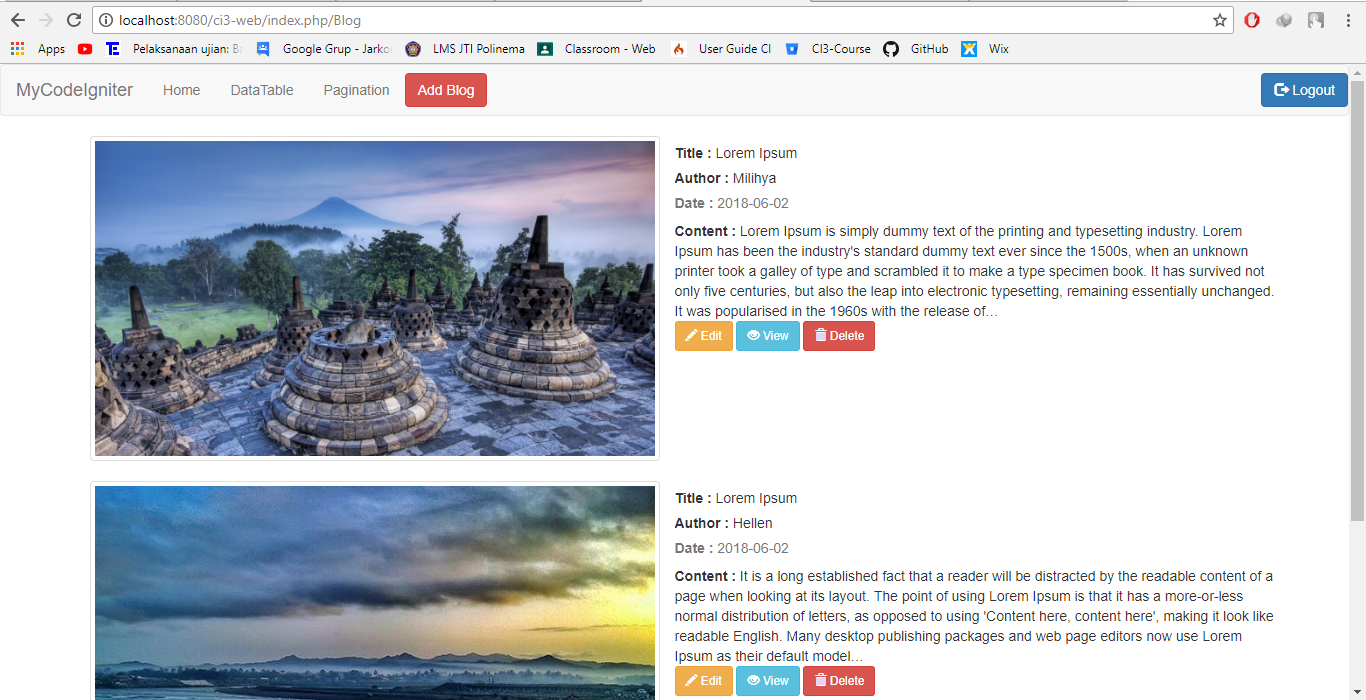 localhost:8080/ci3-web/index.php/Blog
Apps Pelaksanaan ujian: Google Grup - Jarko LMS JTI Polinema Classroom - Web User Guide CI CI3-Course GitHub Wix
MyCodeIgniter Home DataTable Pagination Add Blog Logout
Title : Lorem Ipsum
Author : Milihya
Date : 2018-06-02
Content : Lorem Ipsum is simply dummy text of the printing and typesetting industry. Lorem
Ipsum has been the industry's standard dummy text ever since the 1500s, when an unknown
printer took a galley of type and scrambled it to make a type specimen book. It has survived not
only five centuries, but also the leap into electronic typesetting, remaining essentially unchanged.
It was popularised in the 1960s with the release of…
Edit View Delete
Title : Lorem Ipsum
Author : Hellen
Date : 2018-06-02
Content : It is a long established fact that a reader will be distracted by the readable content of a
page when looking at its layout. The point of using Lorem Ipsum is that it has a more-or-less
normal distribution of letters, as opposed to using 'Content here, content here', making it look like
readable English. Many desktop publishing packages and web page editors now use Lorem
Ipsum as their default model…
Edit View Delete